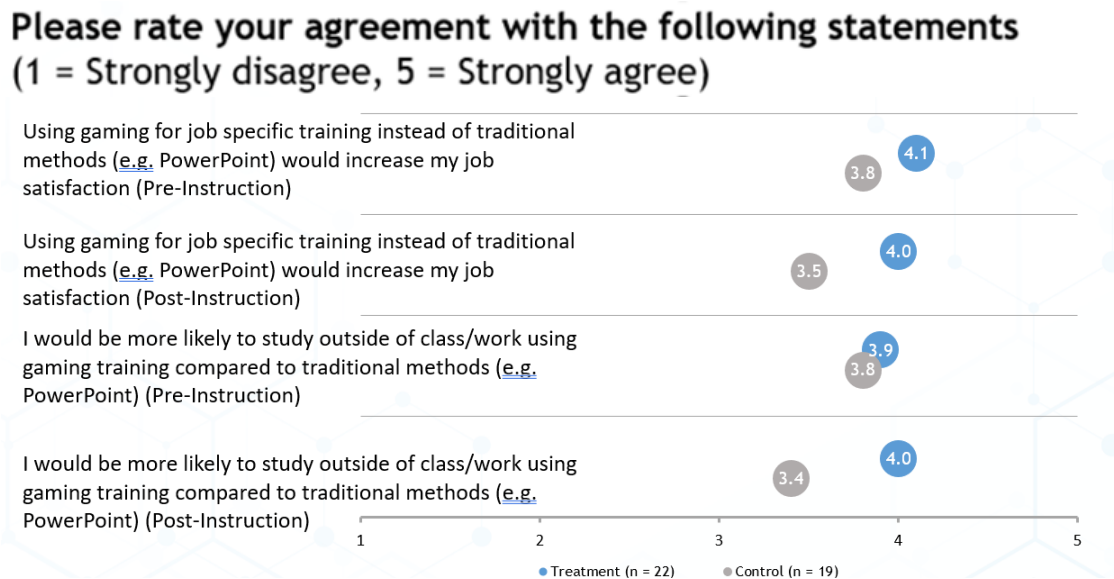 Please rate your agreement with the following statements
(1 = Strongly disagree, 5 = Strongly agree)
Using gaming for job specific training instead of traditional
methods (e.g. PowerPoint) would increase my job
satisfaction (Pre-Instruction)
4.1
3.8
Using gaming for job specific training instead of traditional
methods (e.g. PowerPoint) would increase my job
satisfaction (Post-Instruction)
4.0
3.5
I would be more likely to study outside of class/work using
gaming training compared to traditional methods (e.g.
PowerPoint) (Pre-Instruction)
3.9
3.8
I would be more likely to study outside of class/work using
gaming training compared to traditional methods (e.g.
PowerPoint) (Post-Instruction)
4.0
3.4
1 2 3 4 5
Treatment (n = 22) Control (n = 19)